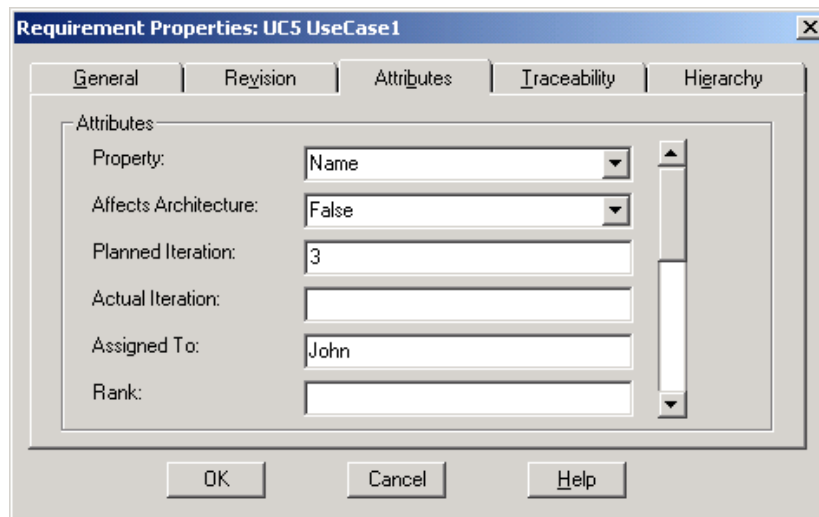 Requirement Properties: UC5 UseCase1
General Revision Attributes Traceability Hierarchy
Attributes
Property: Name
Affects Architecture: False
Planned Iteration: 3
Actual Iteration:
Assigned To: John
Rank:
OK Cancel Help